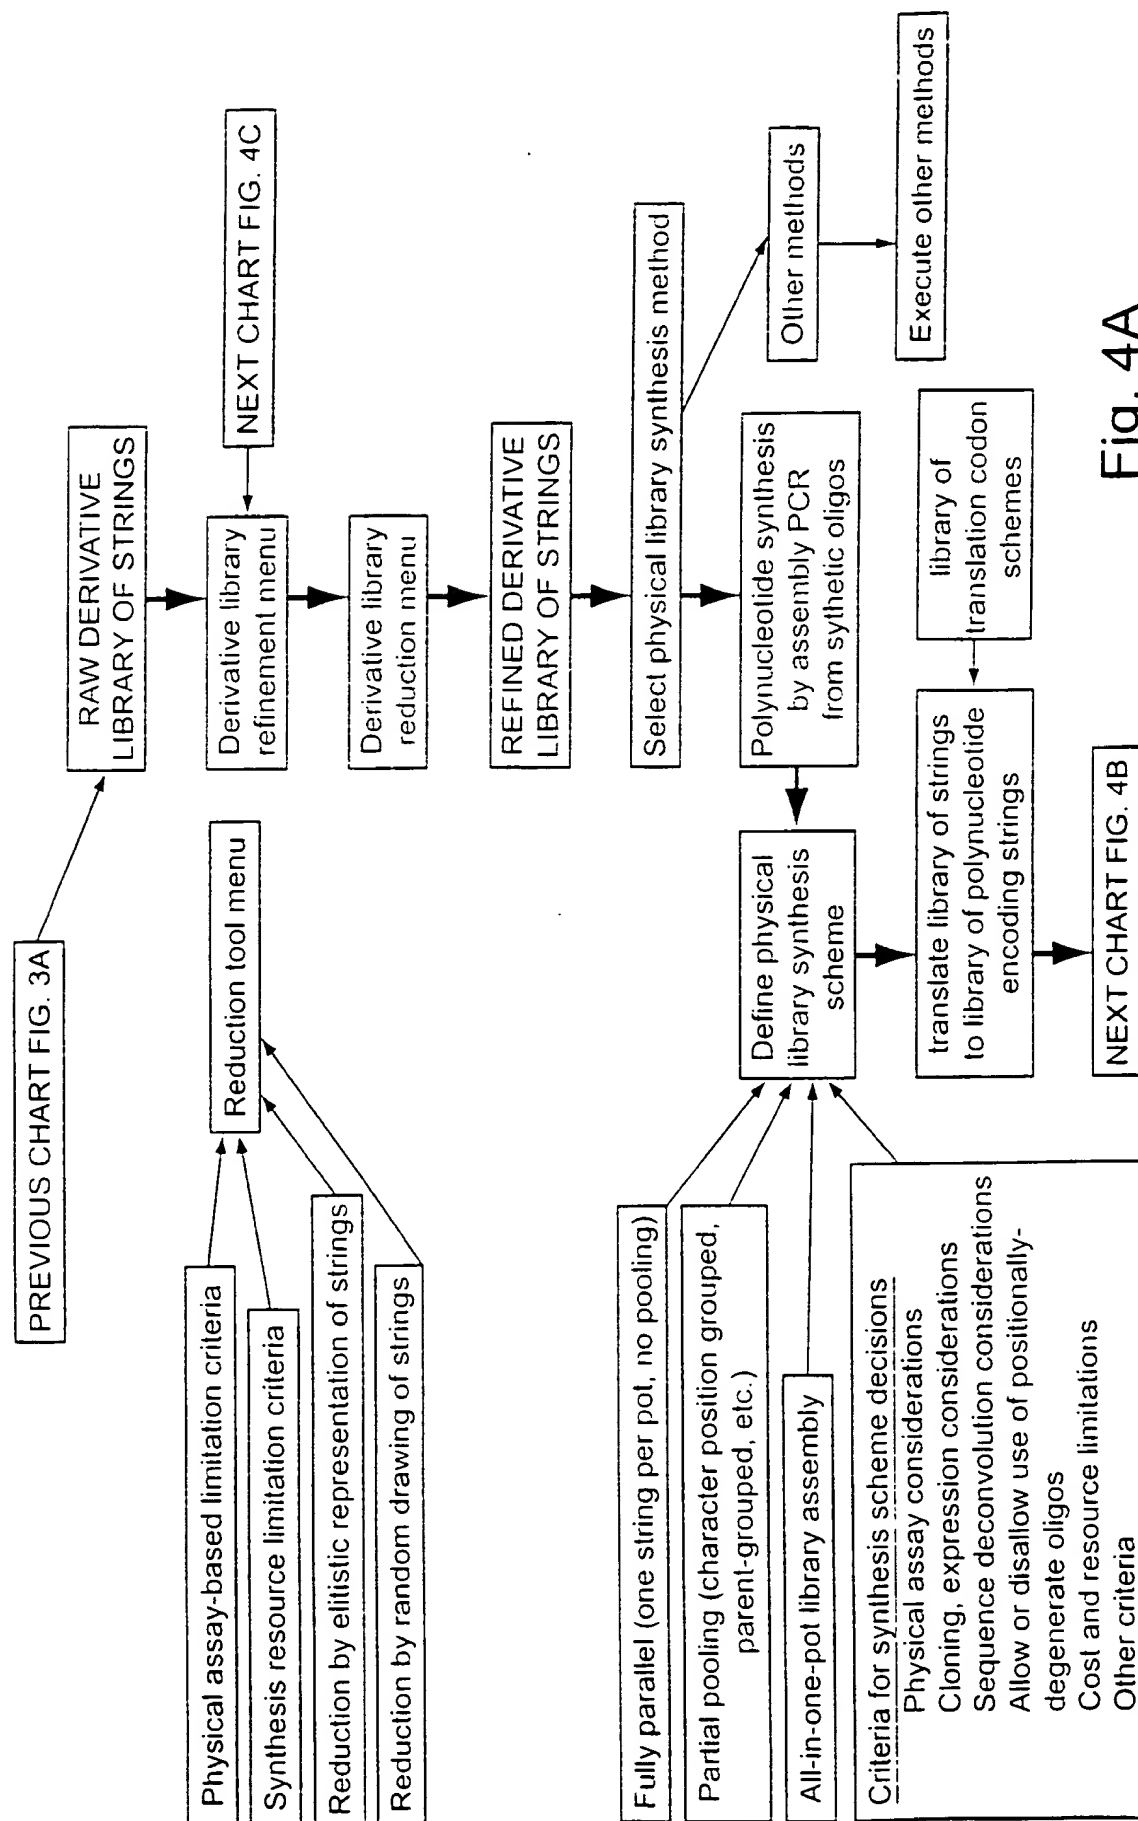 PREVIOUS CHART FIG. 3A
RAW DERIVATIVE
LIBRARY OF STRINGS
NEXT CHART FIG. 4C
Derivative library
refinement menu
Derivative library
reduction menu
REFINED DERIVATIVE
LIBRARY OF STRINGS
Reduction tool menu
Physical assay-based limitation criteria
Synthesis resource limitation criteria
Reduction by elitistic representation of strings
Reduction by random drawing of strings
Select physical library synthesis method
Other methods
Execute other methods
Polynucleotide synthesis
by assembly PCR
from sythetic oligos
Define physical
library synthesis
scheme
Fully parallel (one string per pot, no pooling)
Partial pooling (character position grouped,
parent-grouped, etc.)
All-in-one-pot library assembly
Criteria for synthesis scheme decisions
Physical assay considerations
Cloning, expression considerations
Sequence deconvolution considerations
Allow or disallow use of positionally-
degenerate oligos
Cost and resource limitations
Other criteria
library of
translation codon
schemes
translate library of strings
to library of polynucleotide
encoding strings
NEXT CHART FIG. 4B
Fig. 4A